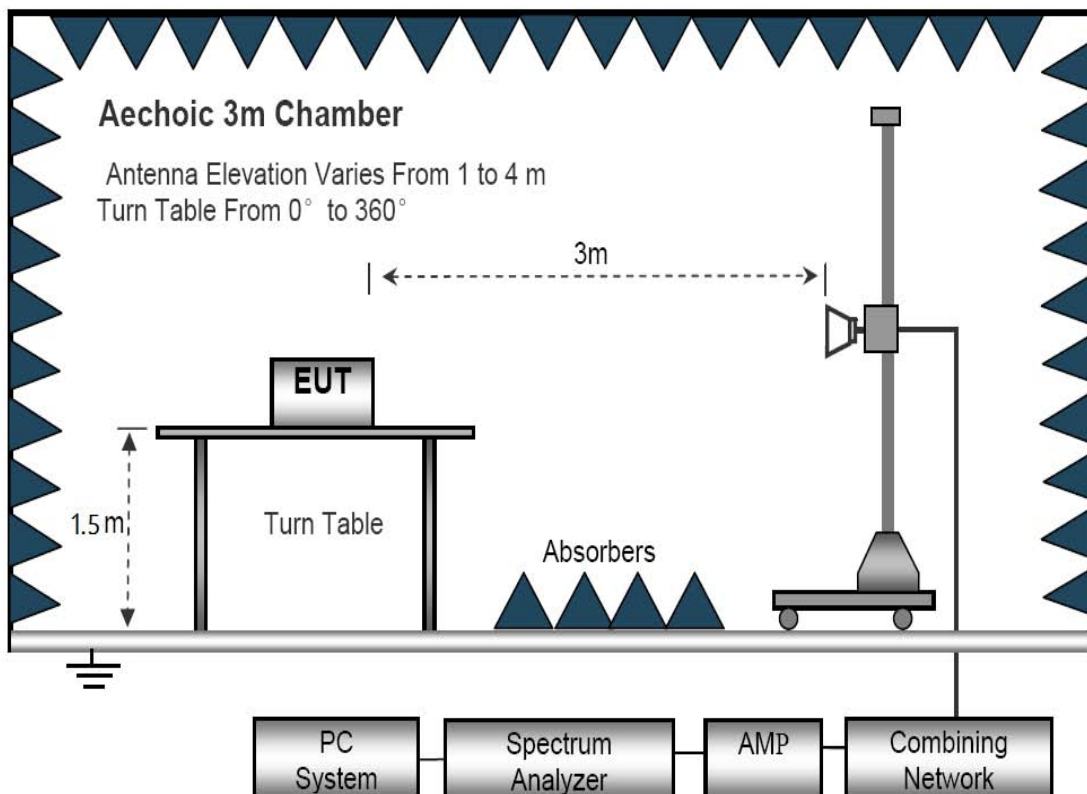 Aechoic 3m Chamber
Antenna Elevation Varies From 1 to 4 m
Turn Table From 0° to 360°
3m
EUT
1.5 m
Turn Table
Absorbers
PC
System
Spectrum
Analyzer
AMP
Combining
Network